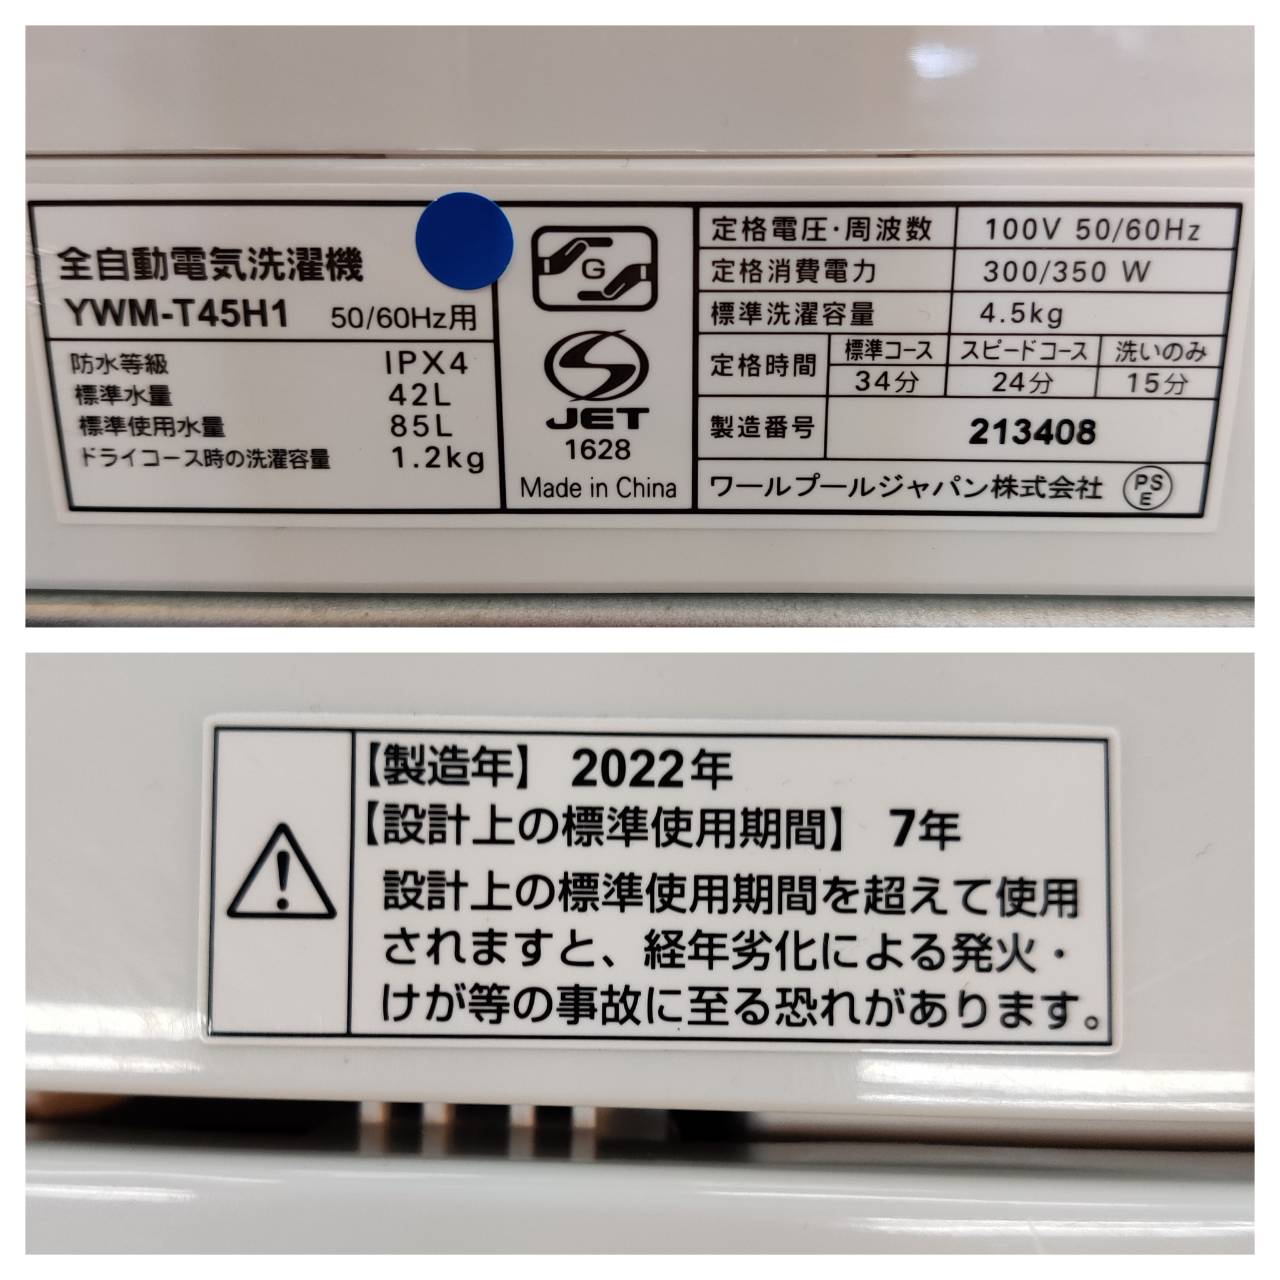 全自動電気洗濯機
YWM-T45H1 50/60Hz用
防水等級 IPX4
標準水量 42L
標準使用水量 85L
ドライコース時の洗濯容量 1.2kg
G
S
JET
1628
Made in China
定格電圧・周波数 100V 50/60Hz
定格消費電力 300/350 W
標準洗濯容量 4.5kg
定格時間 標準コース スピードコース 洗いのみ
34分 24分 15分
製造番号 213408
ワールプールジャパン株式会社 PSE
【製造年】 2022年
【設計上の標準使用期間】 7年
設計上の標準使用期間を超えて使用
されますと、経年劣化による発火・
けが等の事故に至る恐れがあります。